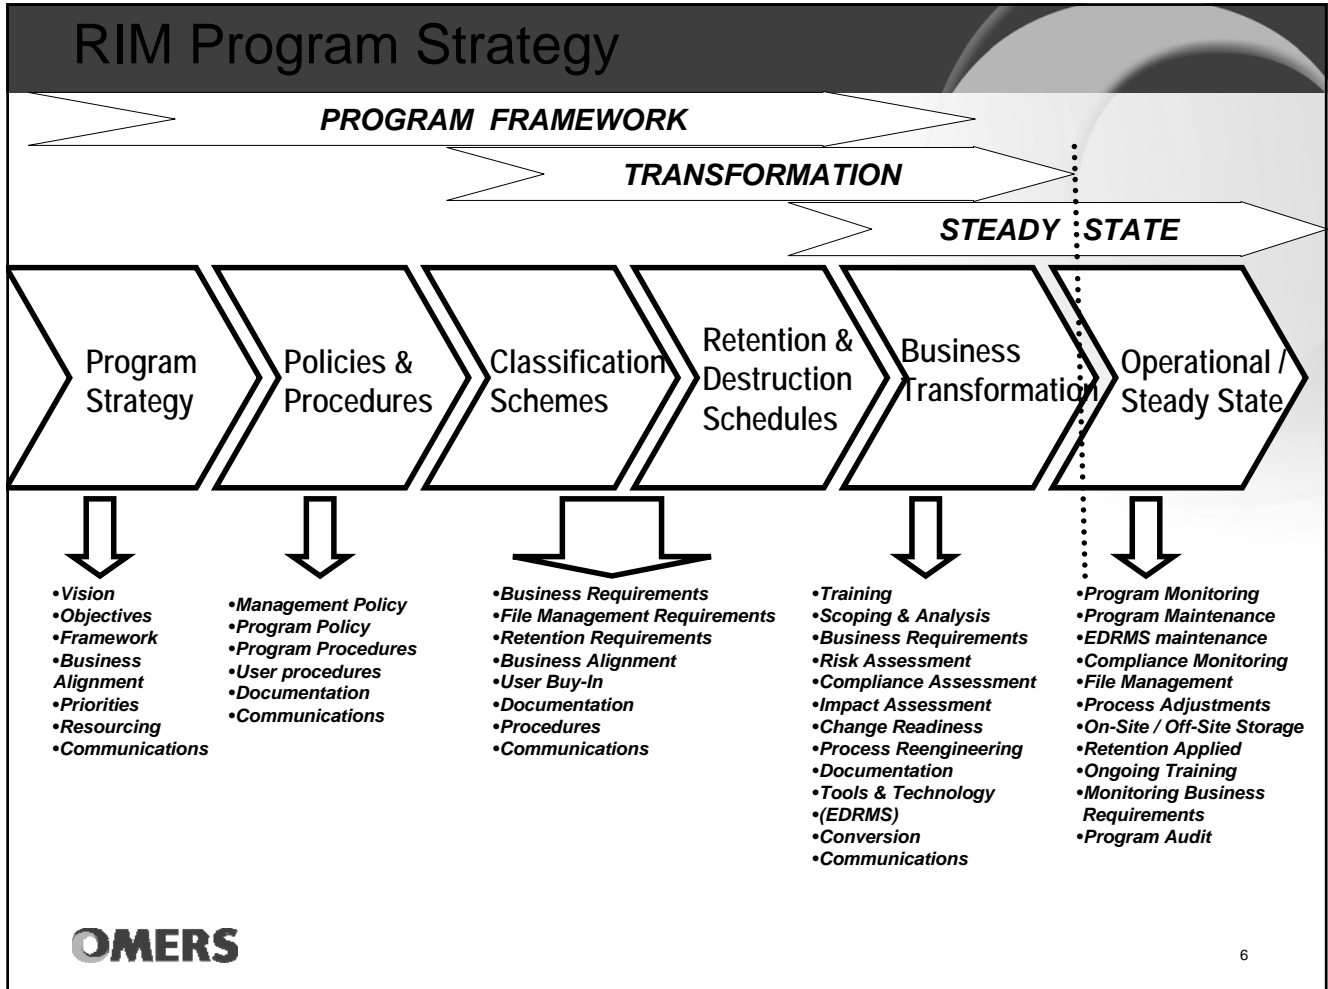 RIM Program Strategy
PROGRAM FRAMEWORK
TRANSFORMATION
STEADY STATE
Program
Strategy
Policies &
Procedures
Classification
Schemes
Retention &
Destruction
Schedules
Business
Transformation
Operational /
Steady State
•Vision
•Objectives
•Framework
•Business
Alignment
•Priorities
•Resourcing
•Communications
•Management Policy
•Program Policy
•Program Procedures
•User procedures
•Documentation
•Communications
•Business Requirements
•File Management Requirements
•Retention Requirements
•Business Alignment
•User Buy-In
•Documentation
•Procedures
•Communications
•Training
•Scoping & Analysis
•Business Requirements
•Risk Assessment
•Compliance Assessment
•Impact Assessment
•Change Readiness
•Process Reengineering
•Documentation
•Tools & Technology
•(EDRMS)
•Conversion
•Communications
•Program Monitoring
•Program Maintenance
•EDRMS maintenance
•Compliance Monitoring
•File Management
•Process Adjustments
•On-Site / Off-Site Storage
•Retention Applied
•Ongoing Training
•Monitoring Business
Requirements
•Program Audit
OMERS
6